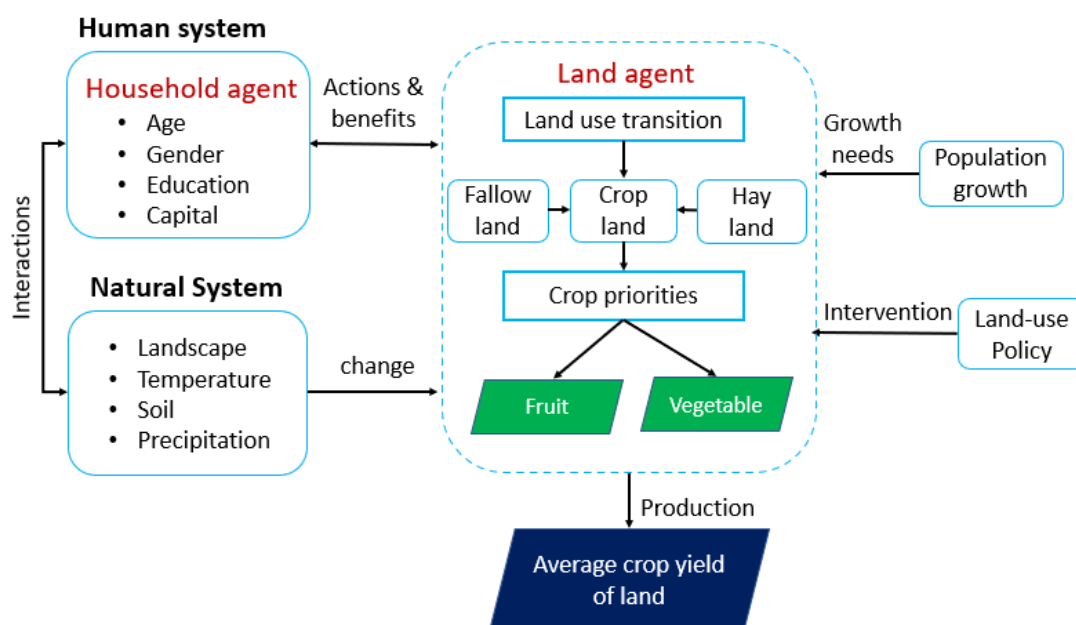 Human system
Household agent
• Age
• Gender
• Education
• Capital
Interactions
Natural System
• Landscape
• Temperature
• Soil
• Precipitation
Actions &
benefits
change
Land agent
Land use transition
Fallow
land
Crop
land
Hay
land
Crop priorities
Fruit
Vegetable
Growth
needs
Population
growth
Intervention
Land-use
Policy
Production
Average crop yield
of land